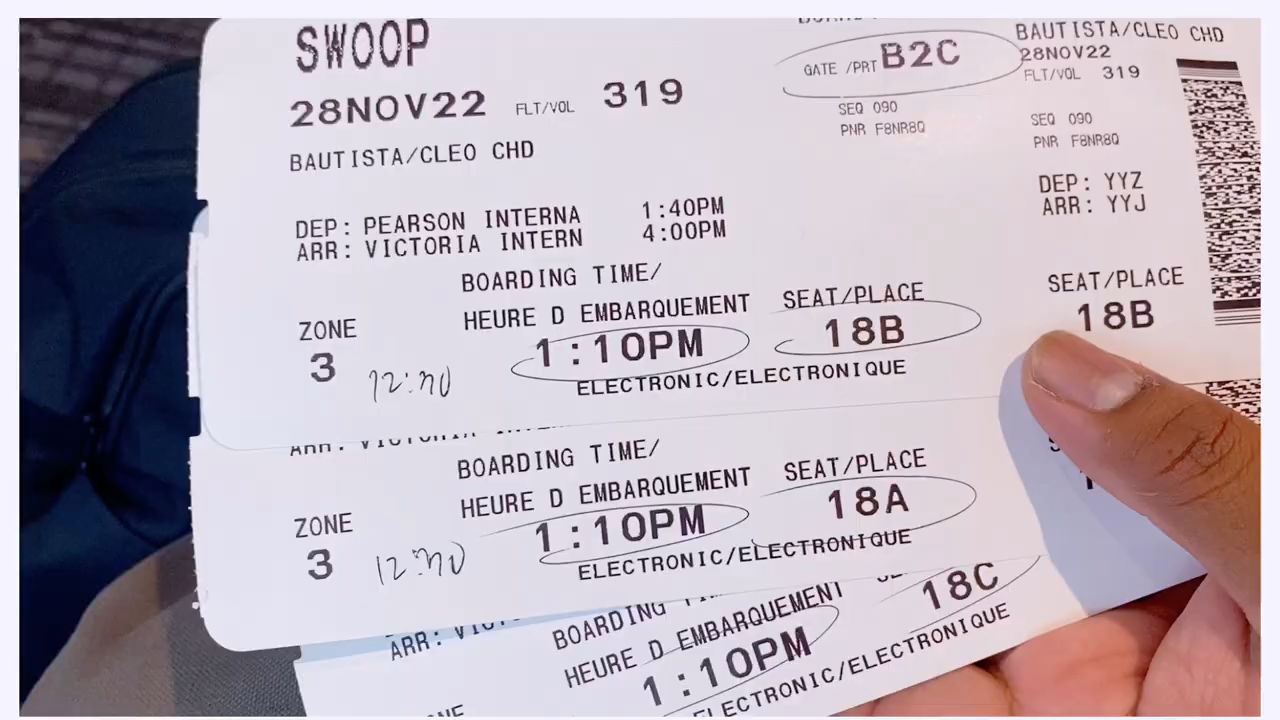 SWOOP
28NOV22 FLT/VOL 319
GATE /PRT B2C
SEQ 090
PNR F8NR8Q
BAUTISTA/CLEO CHD
DEP: PEARSON INTERNA 1:40PM
ARR: VICTORIA INTERN 4:00PM
BOARDING TIME/
HEURE D EMBARQUEMENT SEAT/PLACE
ZONE
3 1:10PM 18B
ELECTRONIC/ELECTRONIQUE
BAUTISTA/CLEO CHD
28NOV22
FLT/VOL 319
SEQ 090
PNR F8NR8Q
DEP: YYZ
ARR: YYJ
SEAT/PLACE
18B
ARR: VICTORIA
BOARDING TIME/
HEURE D EMBARQUEMENT SEAT/PLACE
ZONE
3 1:10PM 18A
ELECTRONIC/ELECTRONIQUE
ARR:
BOARDING
HEURE D EMBARQUEMENT 18C
1:10PM
ELECTRONIC/ELECTRONIQUE